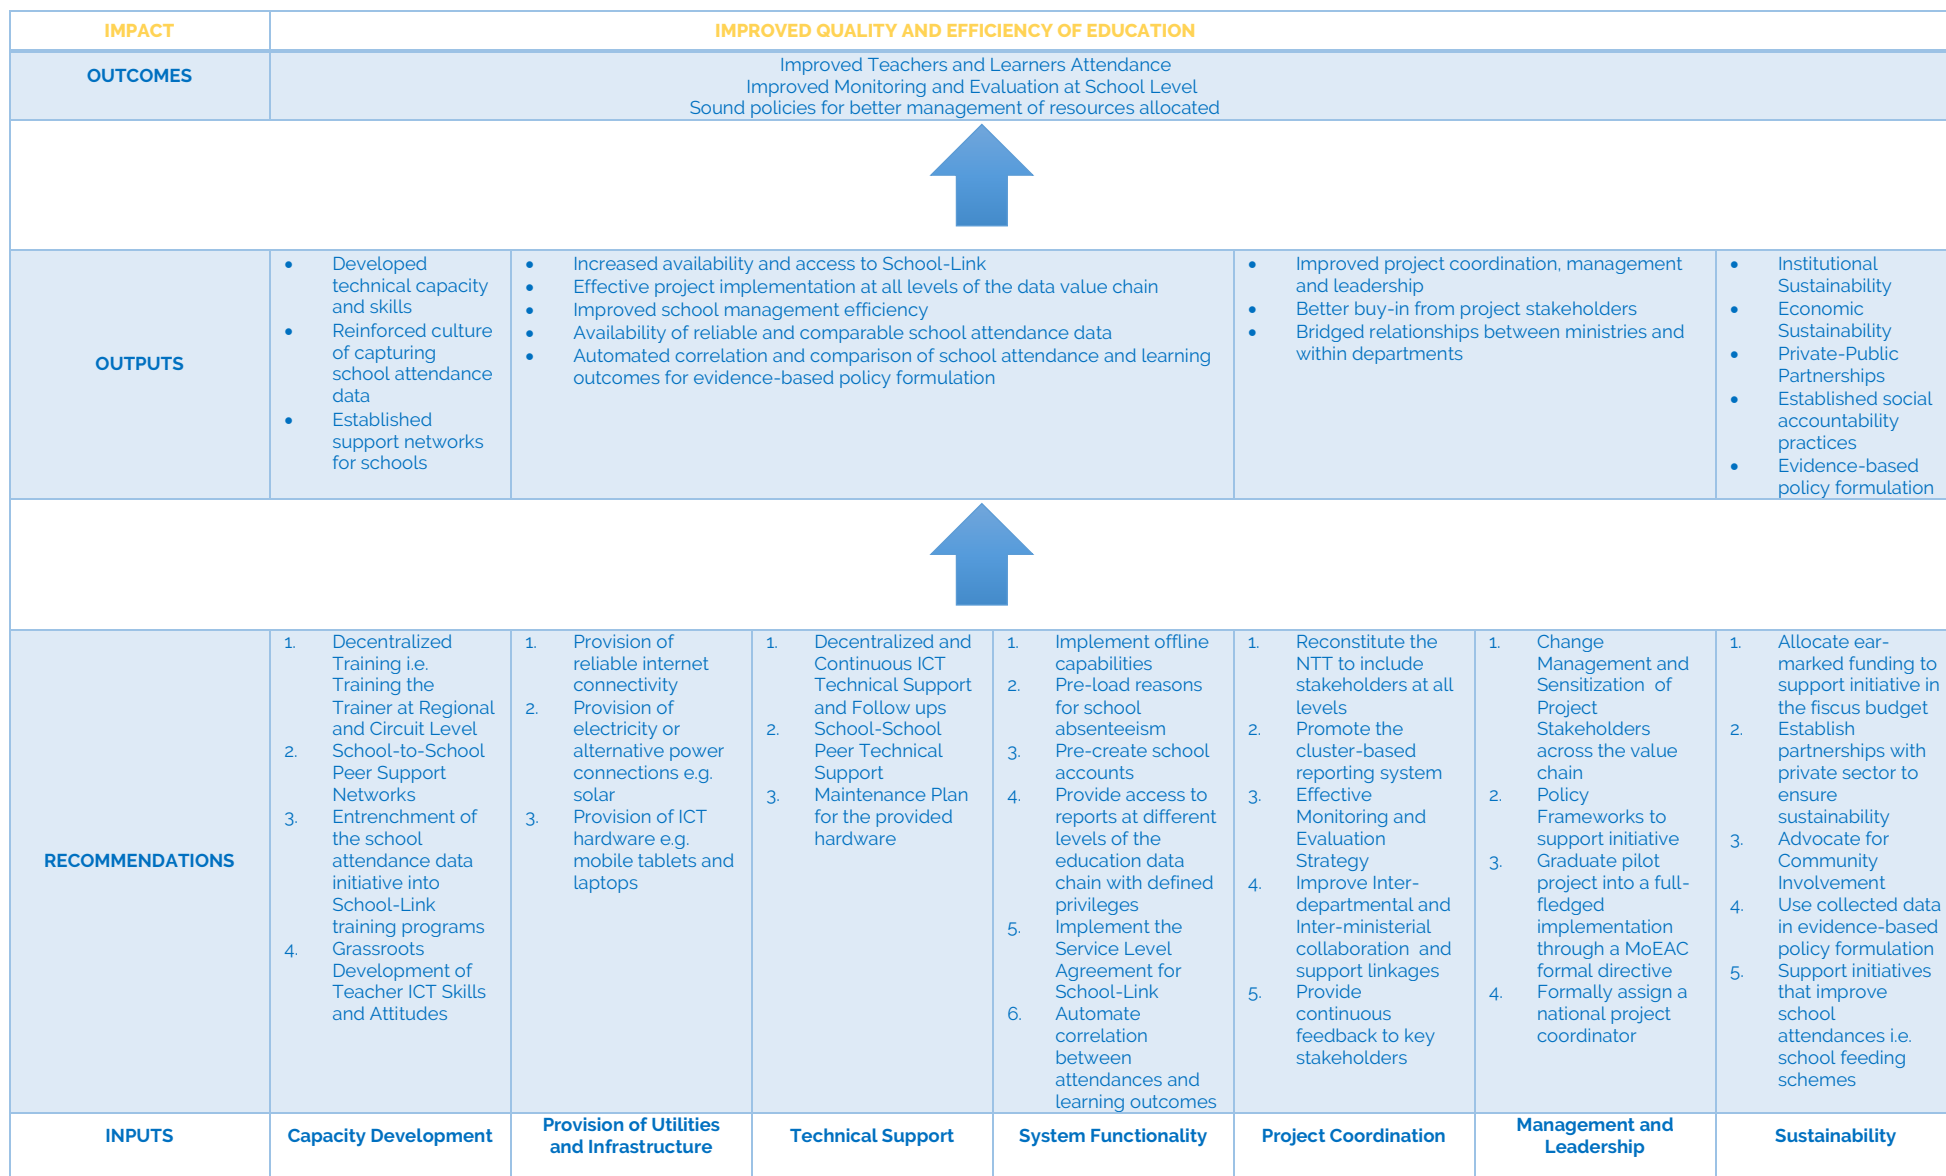 IMPACT
IMPROVED QUALITY AND EFFICIENCY OF EDUCATION
OUTCOMES
Improved Teachers and Learners Attendance
Improved Monitoring and Evaluation at School Level
Sound policies for better management of resources allocated
OUTPUTS
• Developed
technical capacity
and skills
• Reinforced culture
of capturing
school attendance
data
• Established
support networks
for schools
• Increased availability and access to School-Link
• Effective project implementation at all levels of the data value chain
• Improved school management efficiency
• Availability of reliable and comparable school attendance data
• Automated correlation and comparison of school attendance and learning
outcomes for evidence-based policy formulation
• Improved project coordination, management
and leadership
• Better buy-in from project stakeholders
• Bridged relationships between ministries and
within departments
• Institutional
Sustainability
• Economic
Sustainability
• Private-Public
Partnerships
• Established social
accountability
practices
• Evidence-based
policy formulation
RECOMMENDATIONS
1. Decentralized
Training i.e.
Training the
Trainer at Regional
and Circuit Level
2. School-to-School
Peer Support
Networks
3. Entrenchment of
the school
attendance data
initiative into
School-Link
training programs
4. Grassroots
Development of
Teacher ICT Skills
and Attitudes
1. Provision of
reliable internet
connectivity
2. Provision of
electricity or
alternative power
connections e.g.
solar
3. Provision of ICT
hardware e.g.
mobile tablets and
laptops
1. Decentralized and
Continuous ICT
Technical Support
and Follow ups
2. School-School
Peer Technical
Support
3. Maintenance Plan
for the provided
hardware
1. Implement offline
capabilities
2. Pre-load reasons
for school
absenteeism
3. Pre-create school
accounts
4. Provide access to
reports at different
levels of the
education data
chain with defined
privileges
5. Implement the
Service Level
Agreement for
School-Link
6. Automate
correlation
between
attendances and
learning outcomes
1. Reconstitute the
NTT to include
stakeholders at all
levels
2. Promote the
cluster-based
reporting system
3. Effective
Monitoring and
Evaluation
Strategy
4. Improve Inter-
departmental and
Inter-ministerial
collaboration and
support linkages
5. Provide
continuous
feedback to key
stakeholders
1. Change
Management and
Sensitization of
Project
Stakeholders
across the value
chain
2. Policy
Frameworks to
support initiative
3. Graduate pilot
project into a full-
fledged
implementation
through a MoEAC
formal directive
4. Formally assign a
national project
coordinator
1. Allocate ear-
marked funding to
support initiative in
the fiscus budget
2. Establish
partnerships with
private sector to
ensure
sustainability
3. Advocate for
Community
Involvement
4. Use collected data
in evidence-based
policy formulation
5. Support initiatives
that improve
school
attendances i.e.
school feeding
schemes
INPUTS
Capacity Development
Provision of Utilities
and Infrastructure
Technical Support
System Functionality
Project Coordination
Management and
Leadership
Sustainability